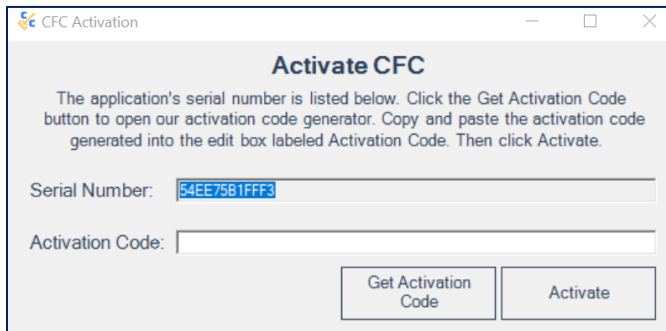 CFC Activation
Activate CFC
The application's serial number is listed below. Click the Get Activation Code
button to open our activation code generator. Copy and paste the activation code
generated into the edit box labeled Activation Code. Then click Activate.
Serial Number: 54EE75B1FFF3
Activation Code:
Get Activation
Code
Activate